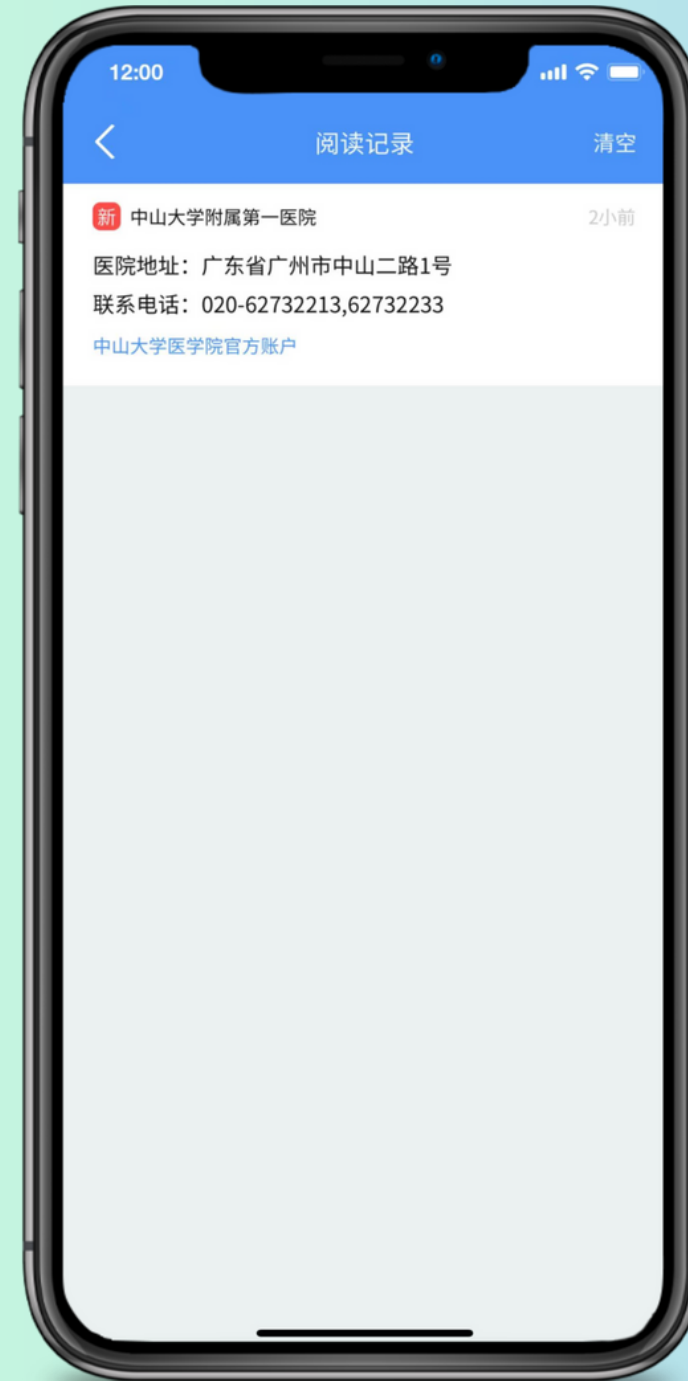 12:00
阅读记录
清空
新 中山大学附属第一医院
2小前
医院地址：广东省广州市中山二路1号
联系电话：020-62732213,62732233
中山大学医学院官方账户